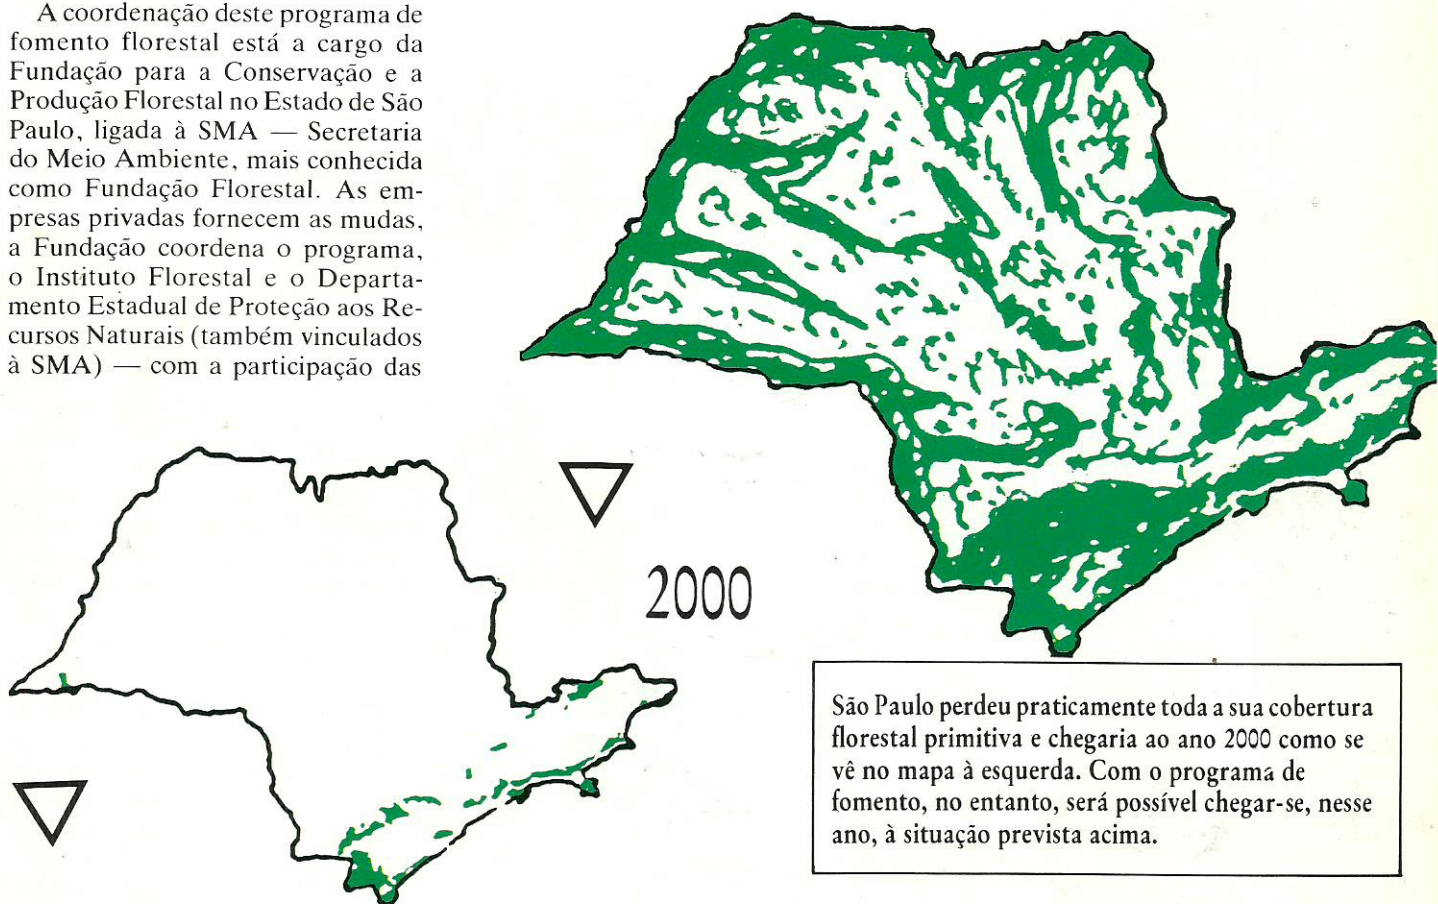 A coordenação deste programa de
fomento florestal está a cargo da
Fundação para a Conservação e a
Produção Florestal no Estado de São
Paulo, ligada à SMA — Secretaria
do Meio Ambiente, mais conhecida
como Fundação Florestal. As em-
presas privadas fornecem as mudas,
a Fundação coordena o programa,
o Instituto Florestal e o Departa-
mento Estadual de Proteção aos Re-
cursos Naturais (também vinculados
à SMA) — com a participação das
2000
São Paulo perdeu praticamente toda a sua cobertura
florestal primitiva e chegaria ao ano 2000 como se
vê no mapa à esquerda. Com o programa de
fomento, no entanto, será possível chegar-se, nesse
ano, à situação prevista acima.